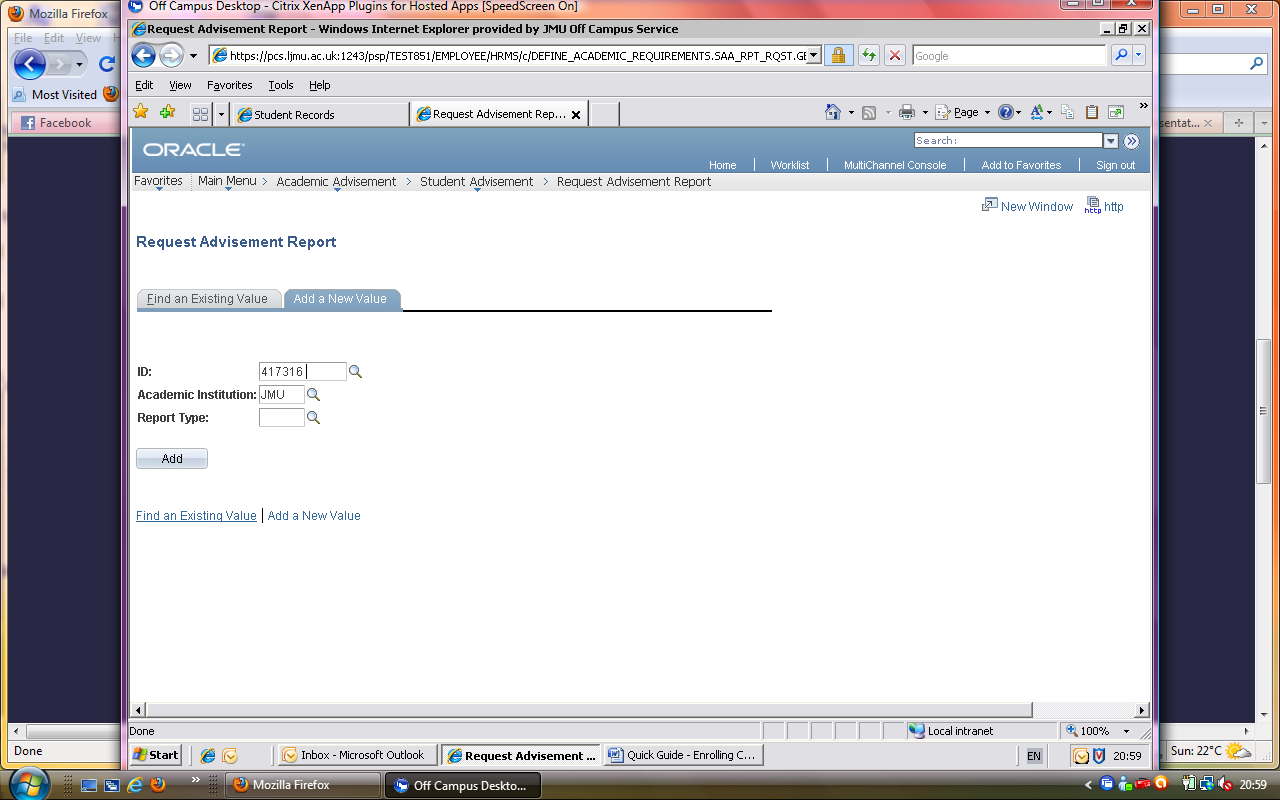 Mozilla Firefox
Off Campus Desktop - Citrix XenApp Plugins for Hosted Apps [SpeedScreen On]
File Edit View
Request Advisement Report - Windows Internet Explorer provided by JMU Off Campus Service
https://pcs.ljmu.ac.uk:1243/psp/TEST851/EMPLOYEE/HRMS/c/DEFINE_ACADEMIC_REQUIREMENTS.SAA_RPT_RQST.GE
Google
Most Visited
Edit View Favorites Tools Help
Facebook
Student Records
Request Advisement Rep...
Page
sentat...
ORACLE
Search:
Home Worklist MultiChannel Console Add to Favorites Sign out
Favorites Main Menu > Academic Advisement > Student Advisement > Request Advisement Report
New Window http
Request Advisement Report
Find an Existing Value Add a New Value
ID: 417316
Academic Institution: JMU
Report Type:
Add
Find an Existing Value | Add a New Value
Done
Local intranet
100%
Done
Start
Inbox - Microsoft Outlook
Request Advisement ...
Quick Guide - Enrolling C...
EN
20:59
Sun: 22°C
Mozilla Firefox
Off Campus Deskto...
20:59